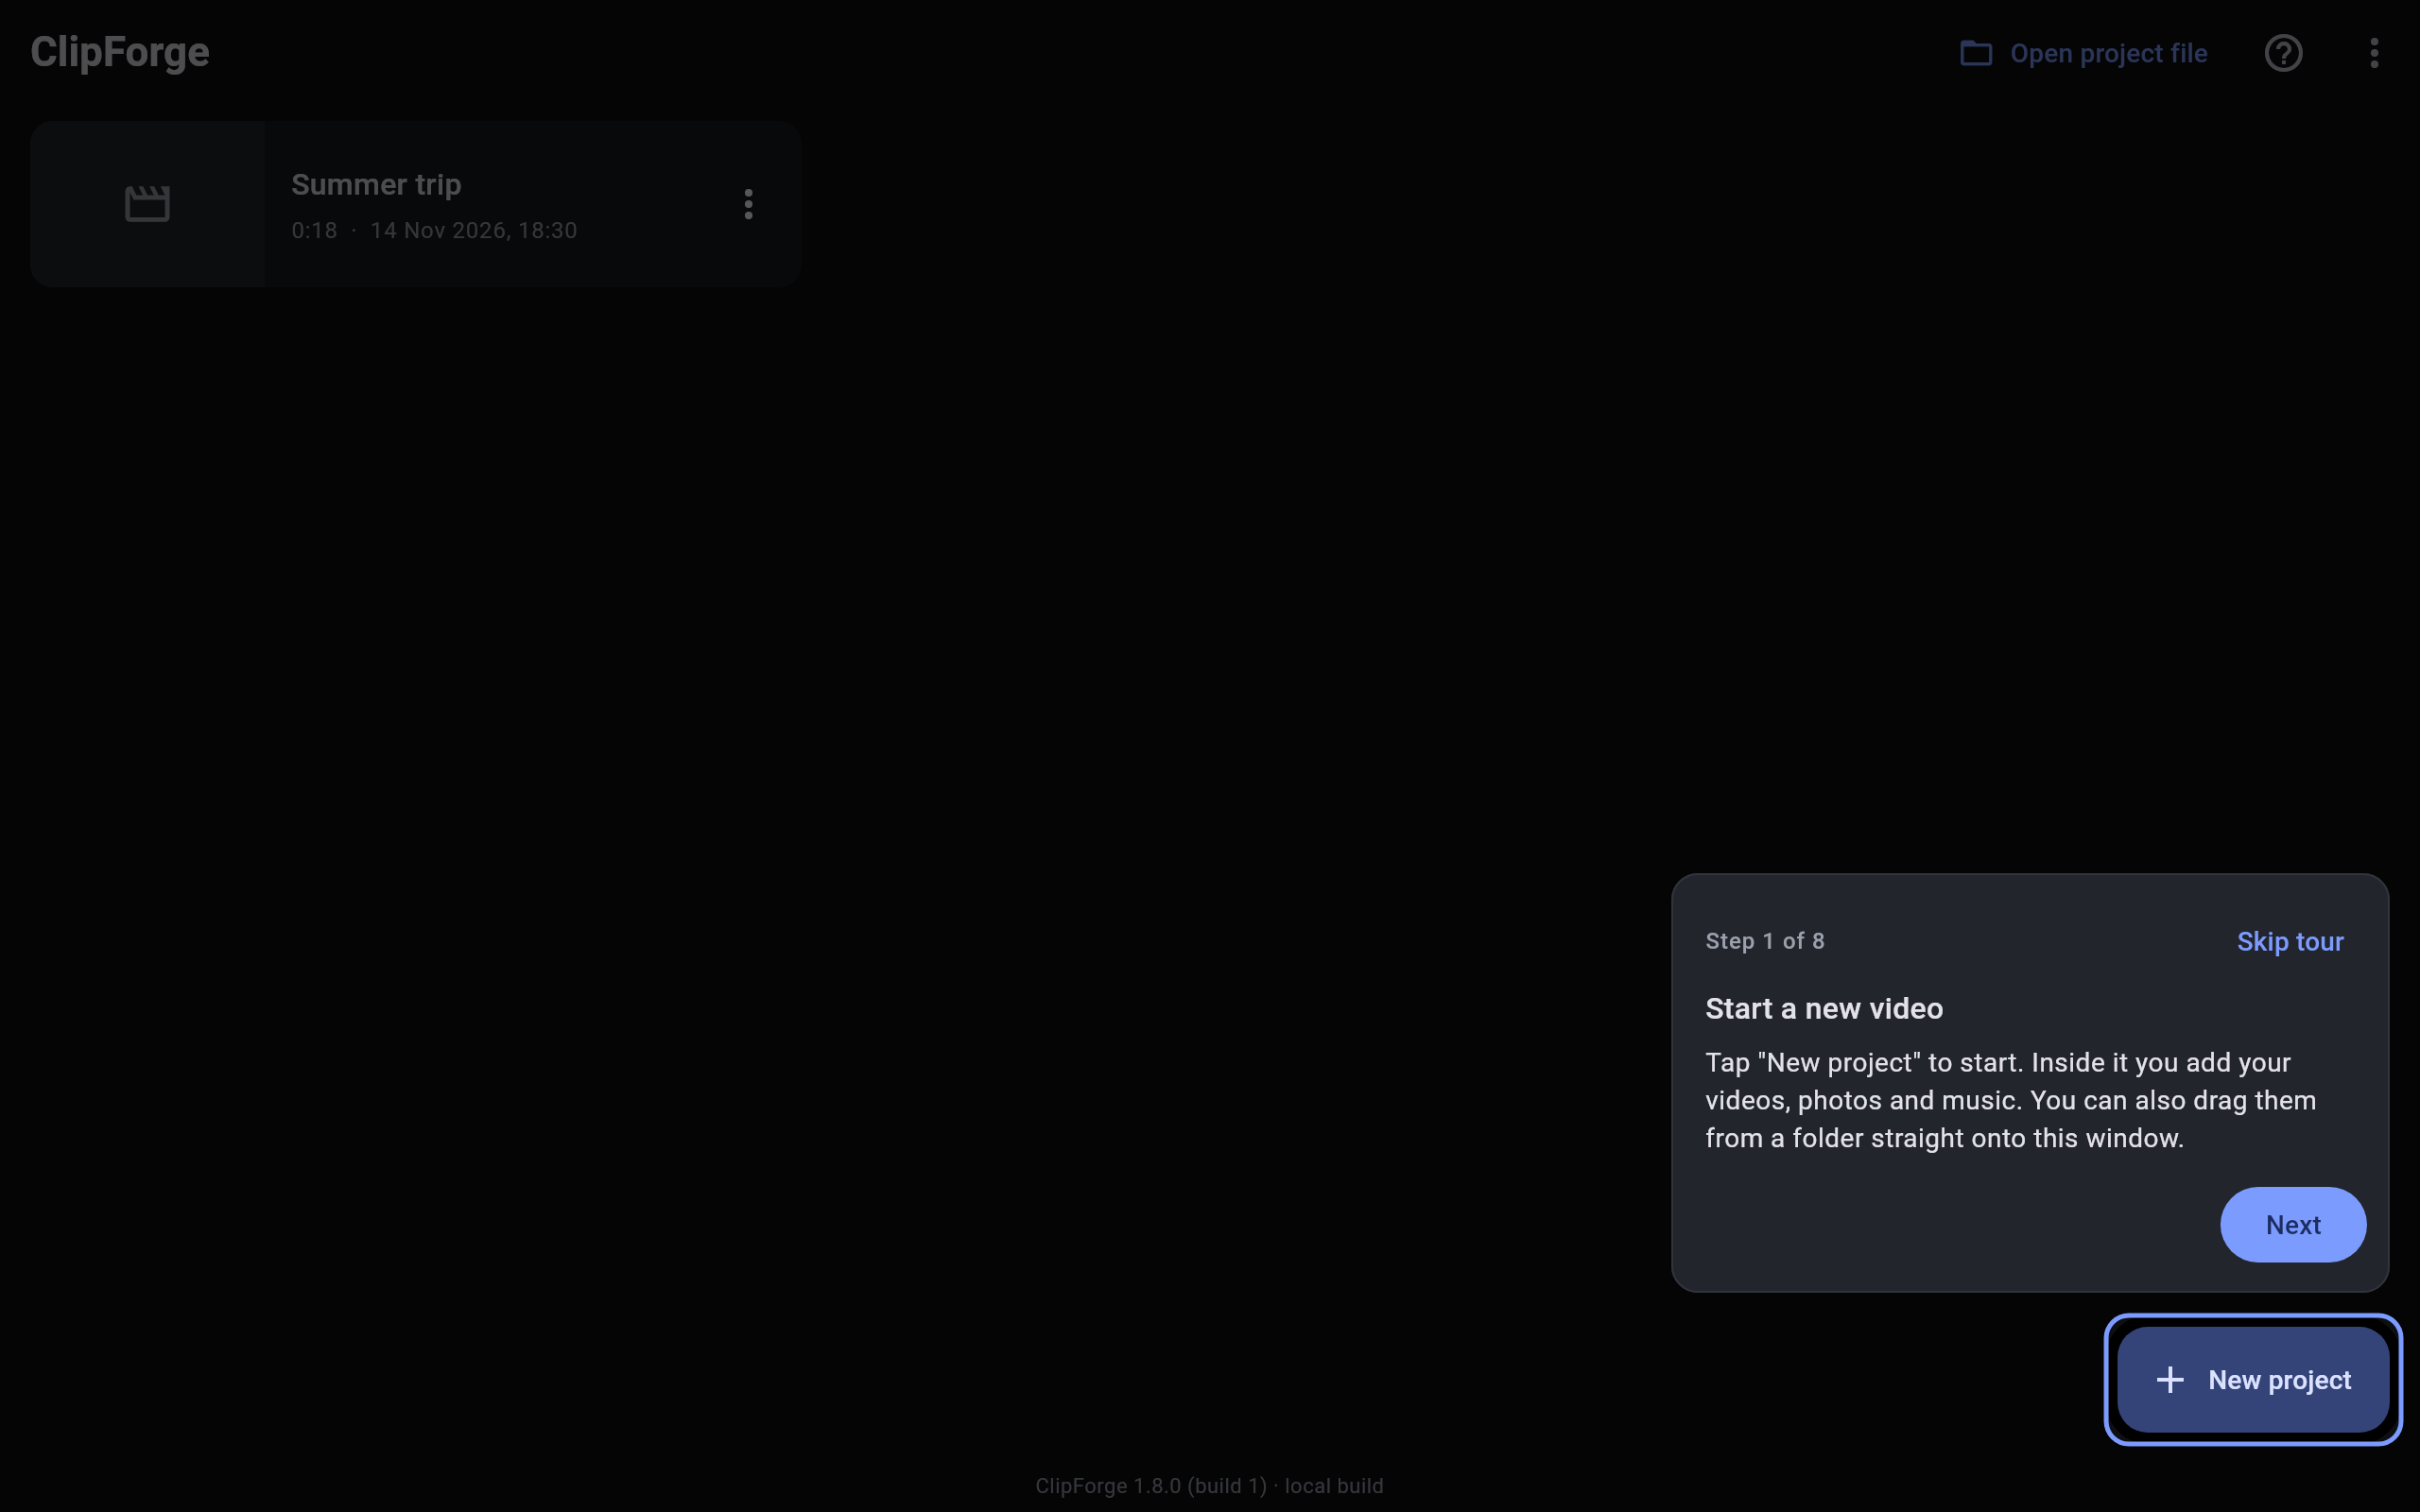 ClipForge
Open project file
Summer trip
0:18 · 14 Nov 2026, 18:30
Step 1 of 8
Skip tour
Start a new video
Tap "New project" to start. Inside it you add your
videos, photos and music. You can also drag them
from a folder straight onto this window.
Next
New project
ClipForge 1.8.0 (build 1) · local build